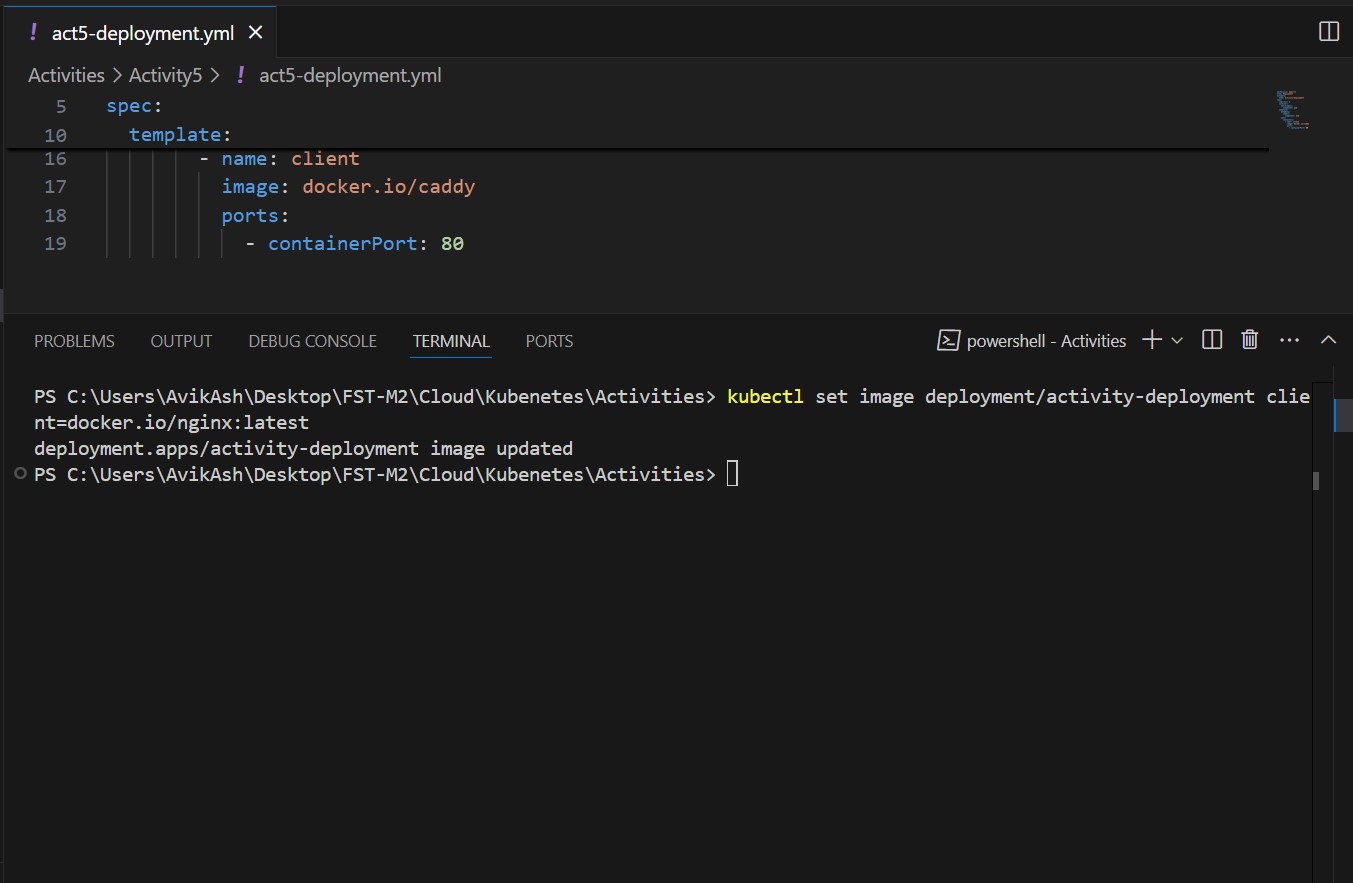 ! act5-deployment.yml ×
Activities > Activity5 > ! act5-deployment.yml
5 spec:
10 template:
16 - name: client
17 image: docker.io/caddy
18 ports:
19 - containerPort: 80
PROBLEMS OUTPUT DEBUG CONSOLE TERMINAL PORTS powershell - Activities
PS C:\Users\AvikAsh\Desktop\FST-M2\Cloud\Kubenetes\Activities> kubectl set image deployment/activity-deployment clie
nt=docker.io/nginx:latest
deployment.apps/activity-deployment image updated
PS C:\Users\AvikAsh\Desktop\FST-M2\Cloud\Kubenetes\Activities>